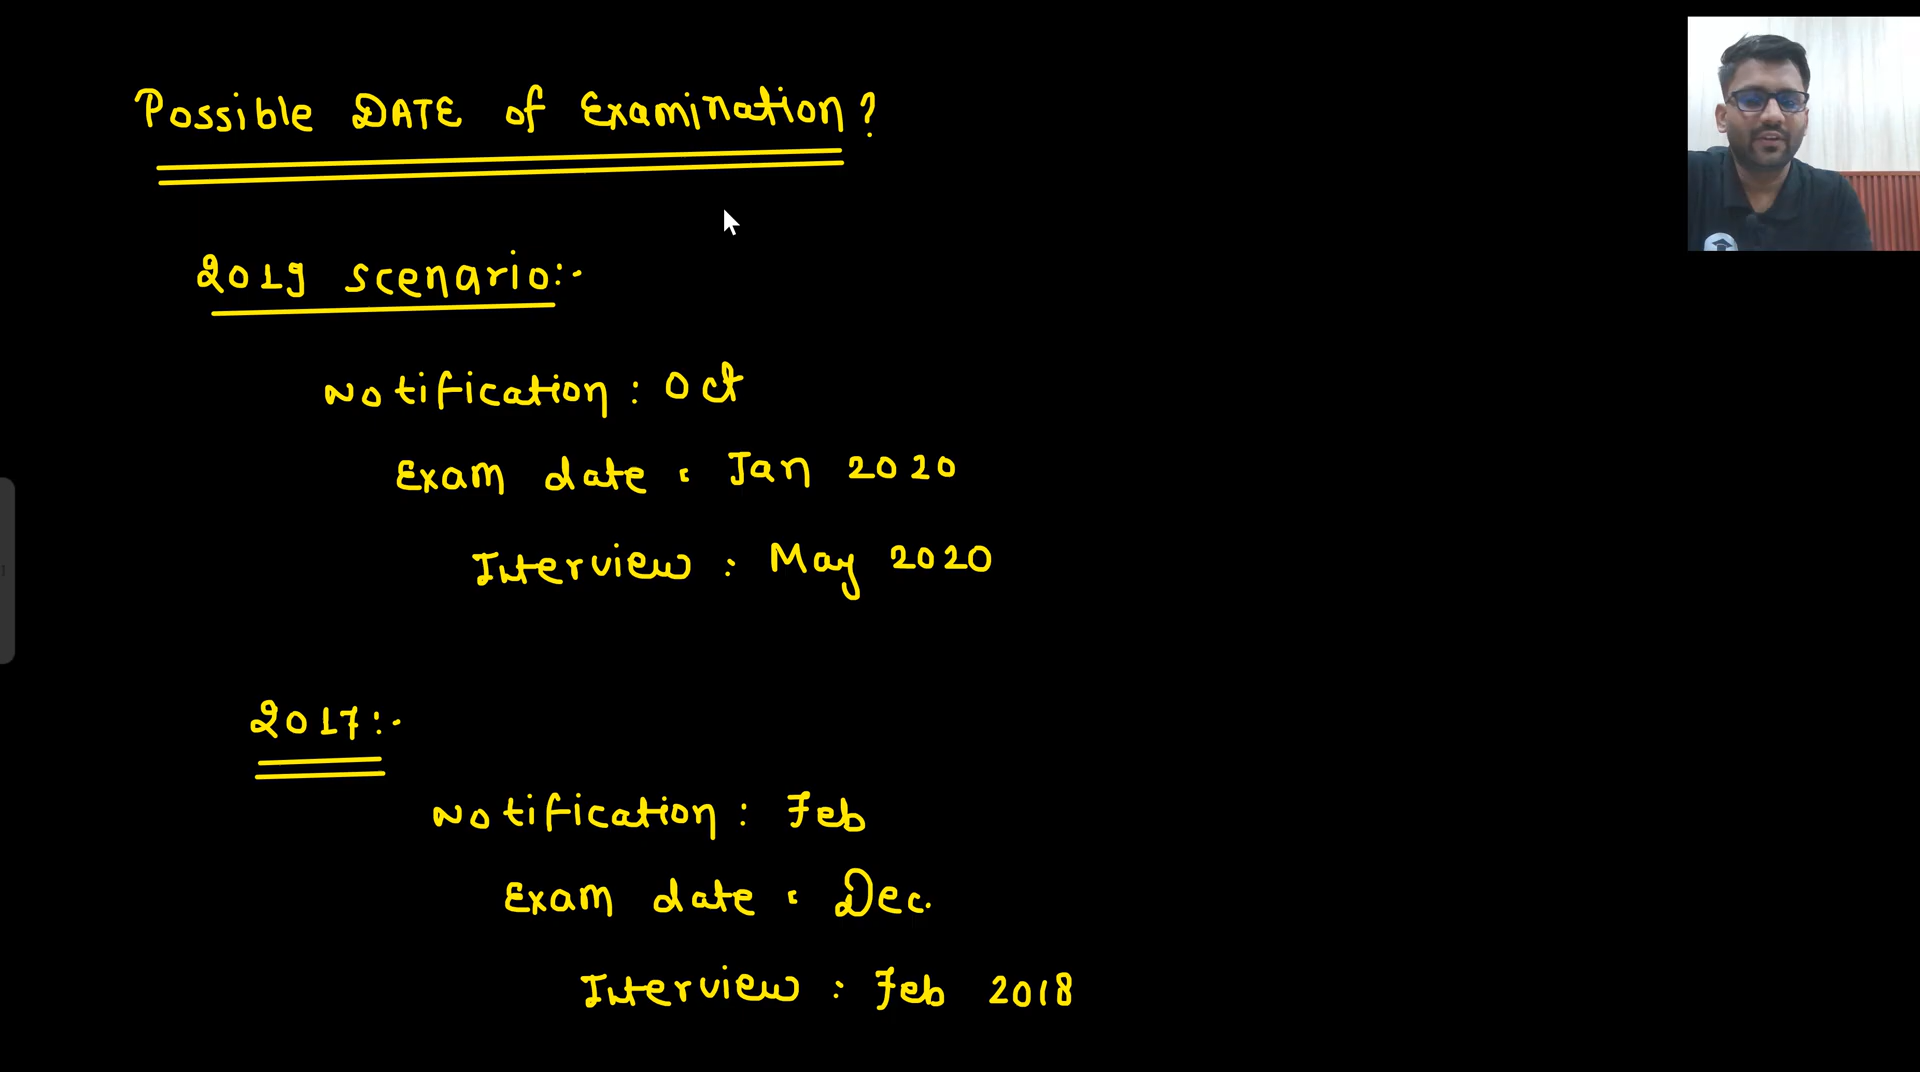 Possible DATE of Examination?
2019 scenario:-
Notification : Oct
Exam date : Jan 2020
Interview : May 2020
2017:-
Notification : Feb
Exam date : Dec.
Interview : Feb 2018